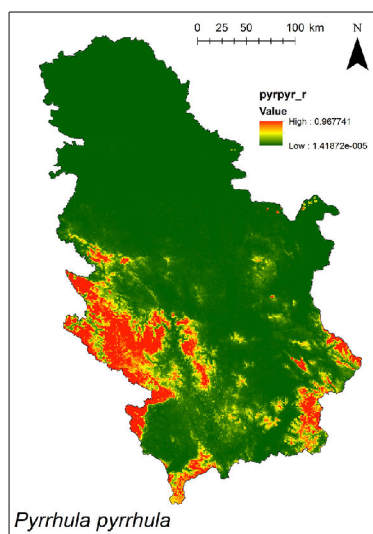 0 25 50 100 km
N
pyrpyr_r
Value
High : 0.967741
Low : 1.41872e-005
Pyrrhula pyrrhula